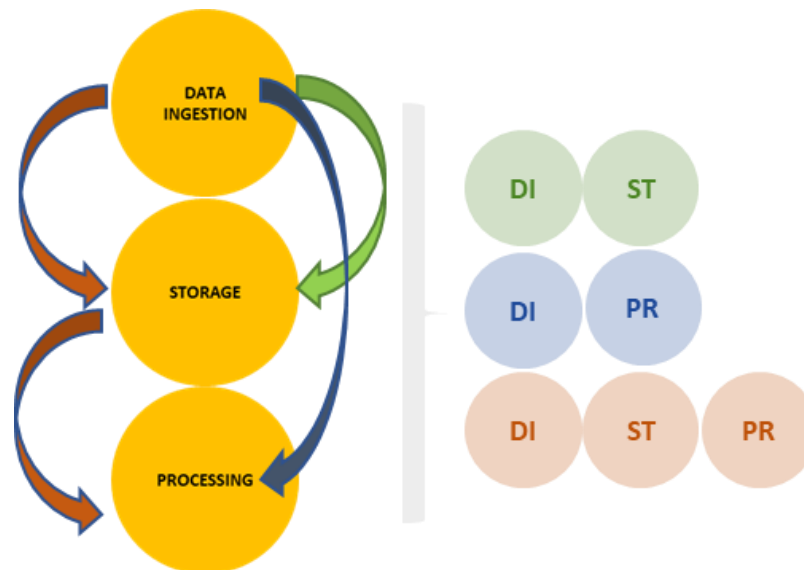 DATA
INGESTION
STORAGE
PROCESSING
DI ST
DI PR
DI ST PR